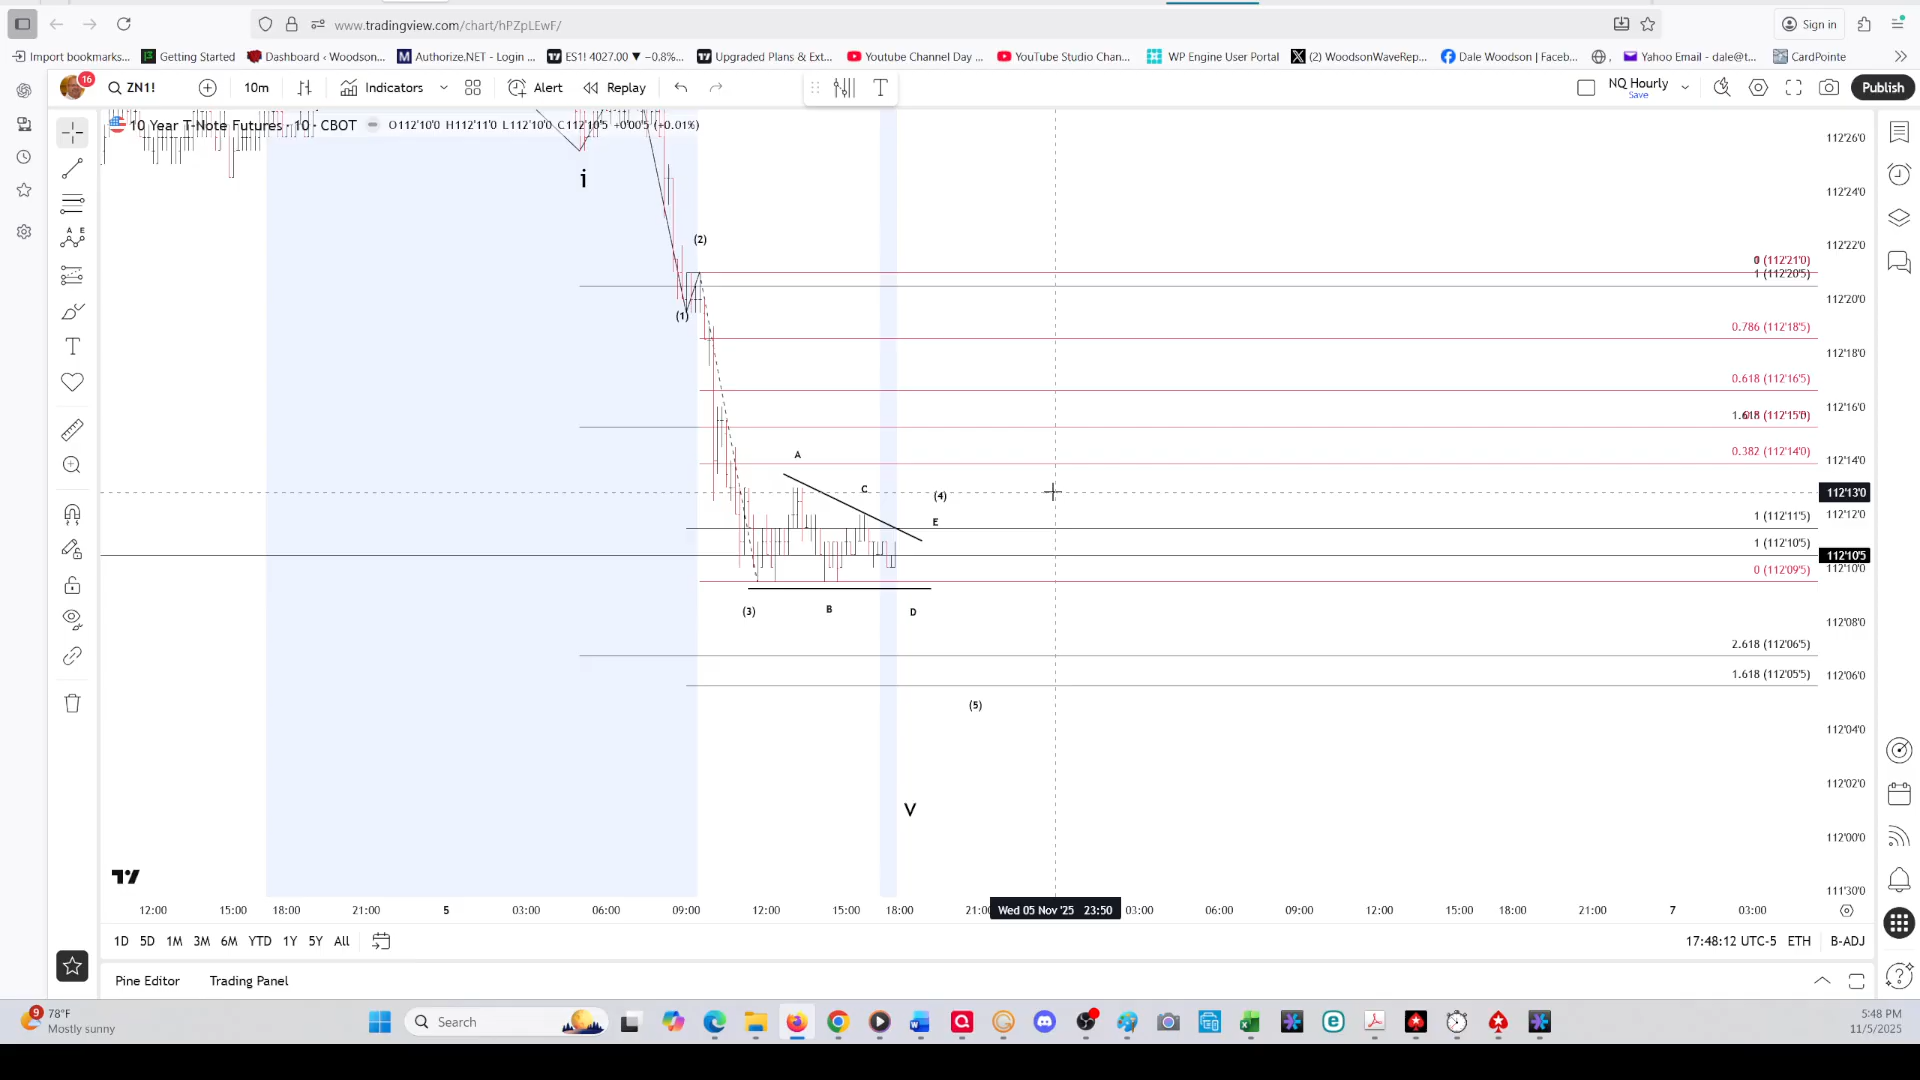 www.tradingview.com/chart/hPZpLEwF/
Sign in
Import bookmarks...
Getting Started
Dashboard ‹ Woodson...
Authorize.NET - Login ...
ES1! 4027.00 ▼ −0.8%...
Upgraded Plans & Ext...
Youtube Channel Day ...
YouTube Studio Chan...
WP Engine User Portal
(2) WoodsonWaveRep...
Dale Woodson | Faceb...
Yahoo Email - dale@t...
CardPointe
16
ZN1!
10m
Indicators
Alert
Replay
NQ Hourly
Save
Publish
10 Year T-Note Futures · 10 · CBOT
O112'10'0 H112'11'0 L112'10'0 C112'10'5 +0'00'5 (+0.01%)
112'26'0
i
112'24'0
(2)
112'22'0
0 (112'21'0)
1 (112'20'5)
112'20'0
(1)
0.786 (112'18'5)
112'18'0
0.618 (112'16'5)
112'16'0
1.618 (112'15'0)
A
0.382 (112'14'0)
112'14'0
C
(4)
112'13'0
E
1 (112'11'5)
112'12'0
1 (112'10'5)
112'10'5
112'10'0
0 (112'09'5)
(3)
B
D
112'08'0
2.618 (112'06'5)
1.618 (112'05'5)
112'06'0
(5)
112'04'0
112'02'0
V
112'00'0
111'30'0
12:00
15:00
18:00
21:00
5
03:00
06:00
09:00
12:00
15:00
18:00
21:00
Wed 05 Nov '25 23:50
03:00
06:00
09:00
12:00
15:00
18:00
21:00
7
03:00
1D 5D 1M 3M 6M YTD 1Y 5Y All
17:48:12 UTC-5 ETH B-ADJ
Pine Editor
Trading Panel
9
78°F
Mostly sunny
Search
5:48 PM
11/5/2025